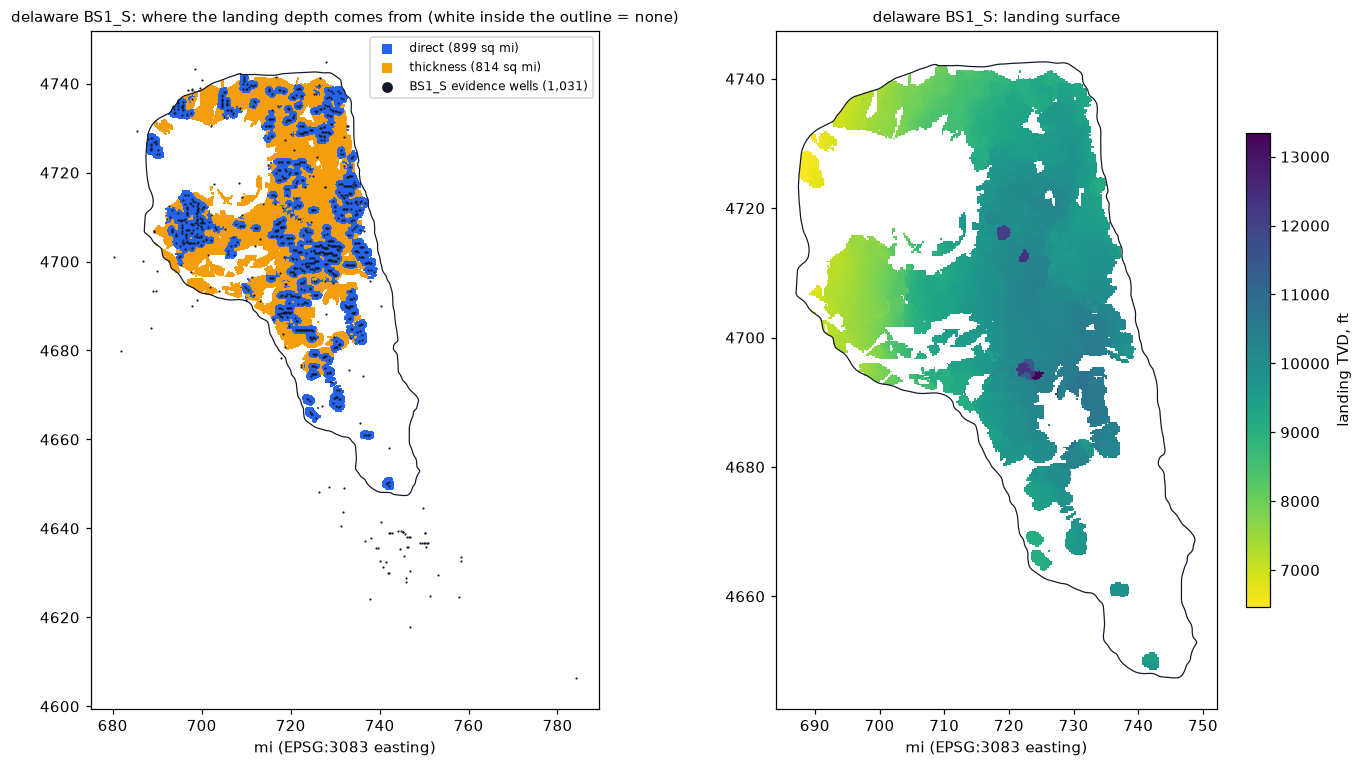 delaware BS1_S: where the landing depth comes from (white inside the outline = none)
direct (899 sq mi)
thickness (814 sq mi)
BS1_S evidence wells (1,031)
4740
4720
4700
4680
4660
4640
4620
4600
680 700 720 740 760 780
mi (EPSG:3083 easting)
delaware BS1_S: landing surface
4740
4720
4700
4680
4660
690 700 710 720 730 740 750
mi (EPSG:3083 easting)
13000
12000
11000
10000
9000
8000
7000
landing TVD, ft